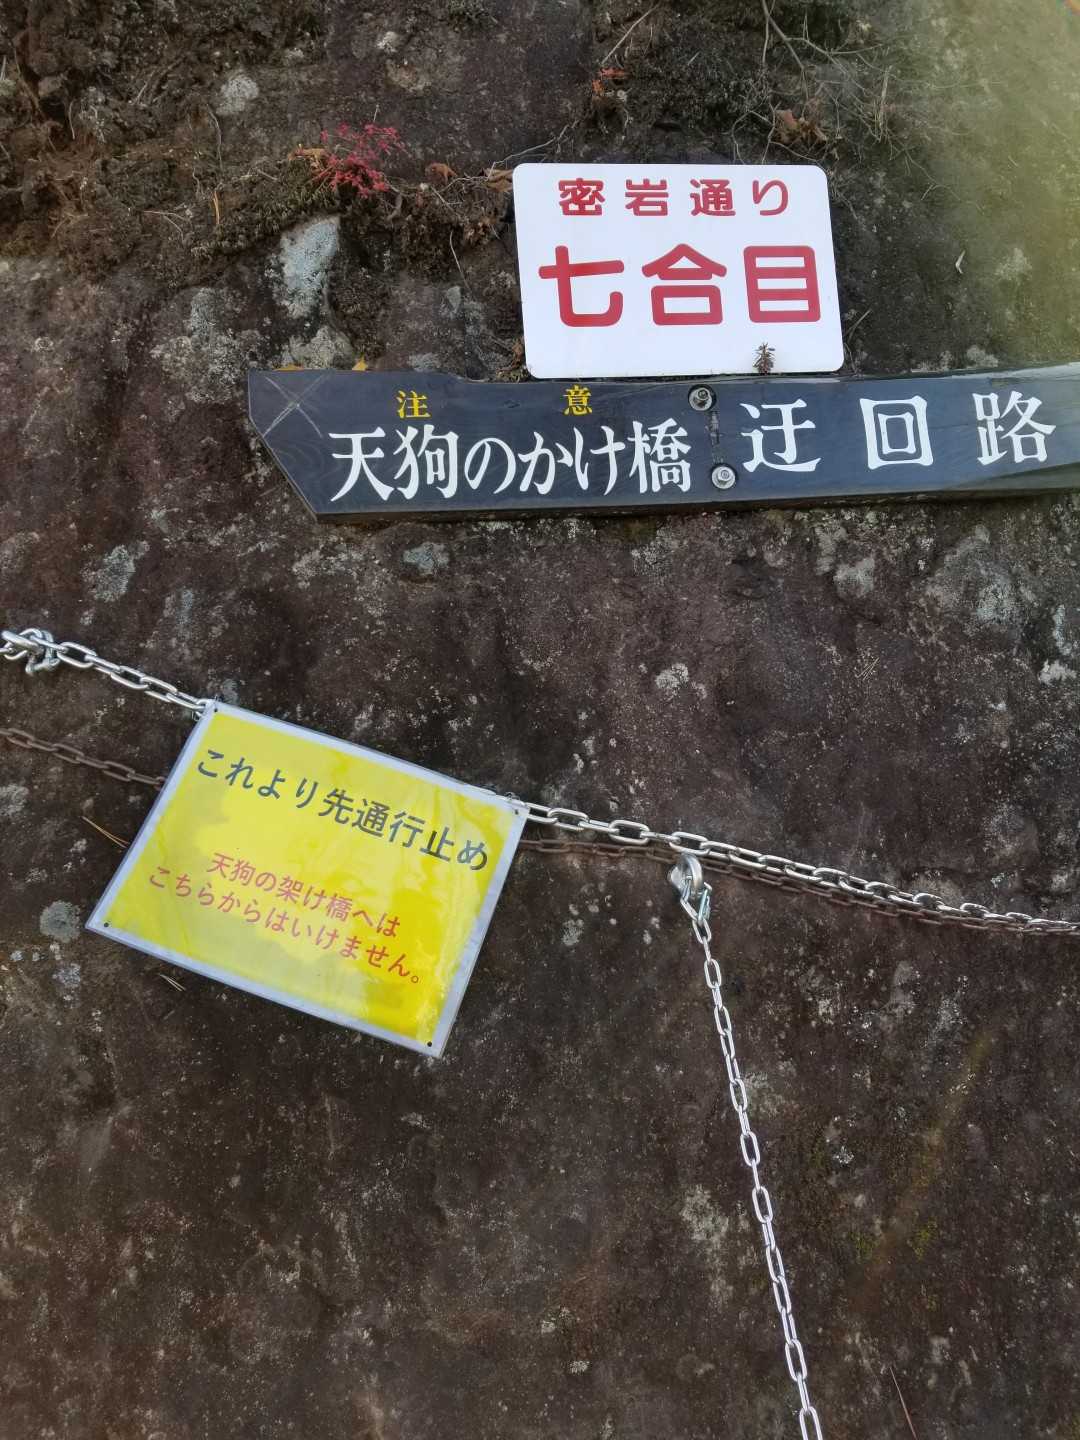 密岩通り
七合目
注意
天狗のかけ橋 迂回路
これより先通行止め
天狗の架け橋へは
こちらからはいけません。